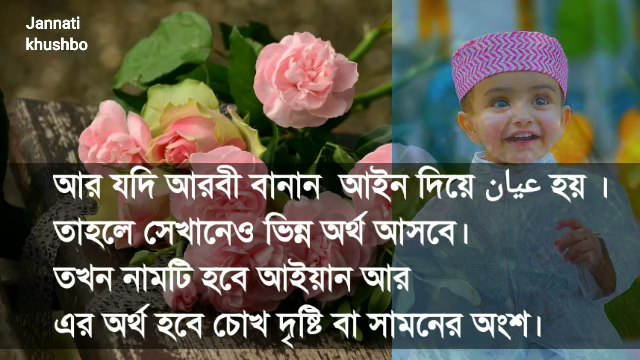 Jannati
khushbo
আর যদি আরবী বানান আইন দিয়ে عیان হয় ।
তাহলে সেখানেও ভিন্ন অর্থ আসবে।
তখন নামটি হবে আইয়ান আর
এর অর্থ হবে চোখ দৃষ্টি বা সামনের অংশ।